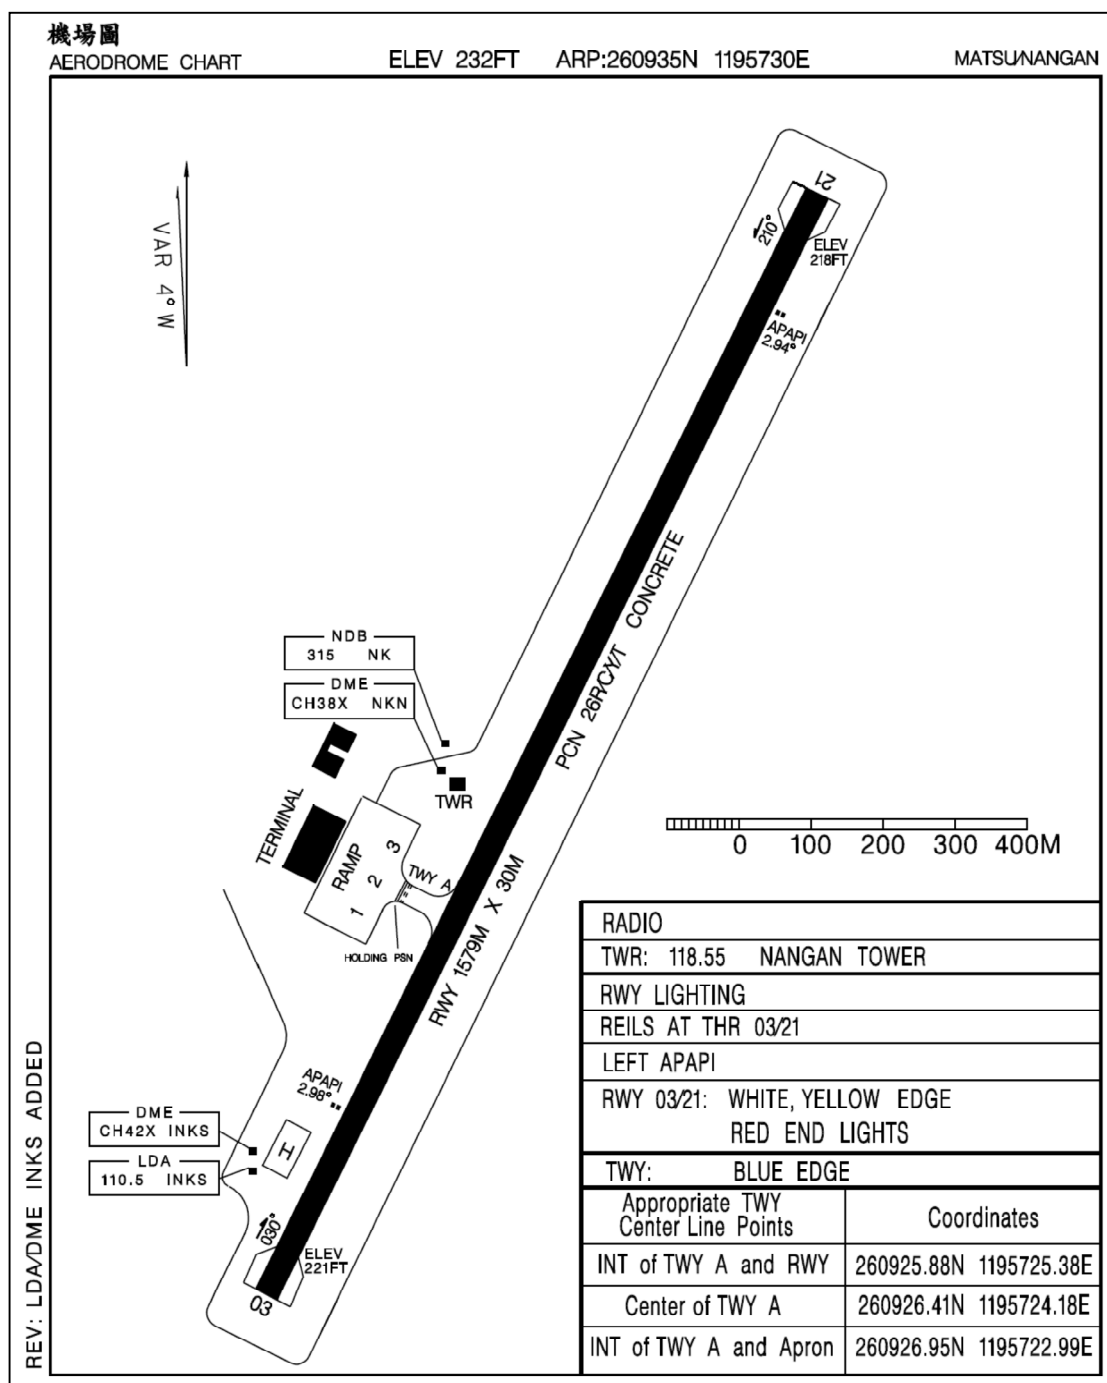 機場圖
AERODROME CHART
ELEV 232FT
ARP:260935N 1195730E
MATSU/NANGAN
VAR 4°W
21
210°
ELEV
218FT
APAPI
2.94°
PCN 26R/C/Y/T CONCRETE
NDB
315 NK
DME
CH38X NKN
TWR
TERMINAL
RAMP
3
2
1
TWY A
HOLDING PSN
RWY 1579M X 30M
0 100 200 300 400M
APAPI
2.98°
DME
CH42X INKS
LDA
110.5 INKS
H
030°
ELEV
221FT
03
REV: LDA/DME INKS ADDED
RADIO
TWR: 118.55 NANGAN TOWER
RWY LIGHTING
REILS AT THR 03/21
LEFT APAPI
RWY 03/21: WHITE, YELLOW EDGE
RED END LIGHTS
TWY: BLUE EDGE
Appropriate TWY
Center Line Points
Coordinates
INT of TWY A and RWY 260925.88N 1195725.38E
Center of TWY A 260926.41N 1195724.18E
INT of TWY A and Apron 260926.95N 1195722.99E